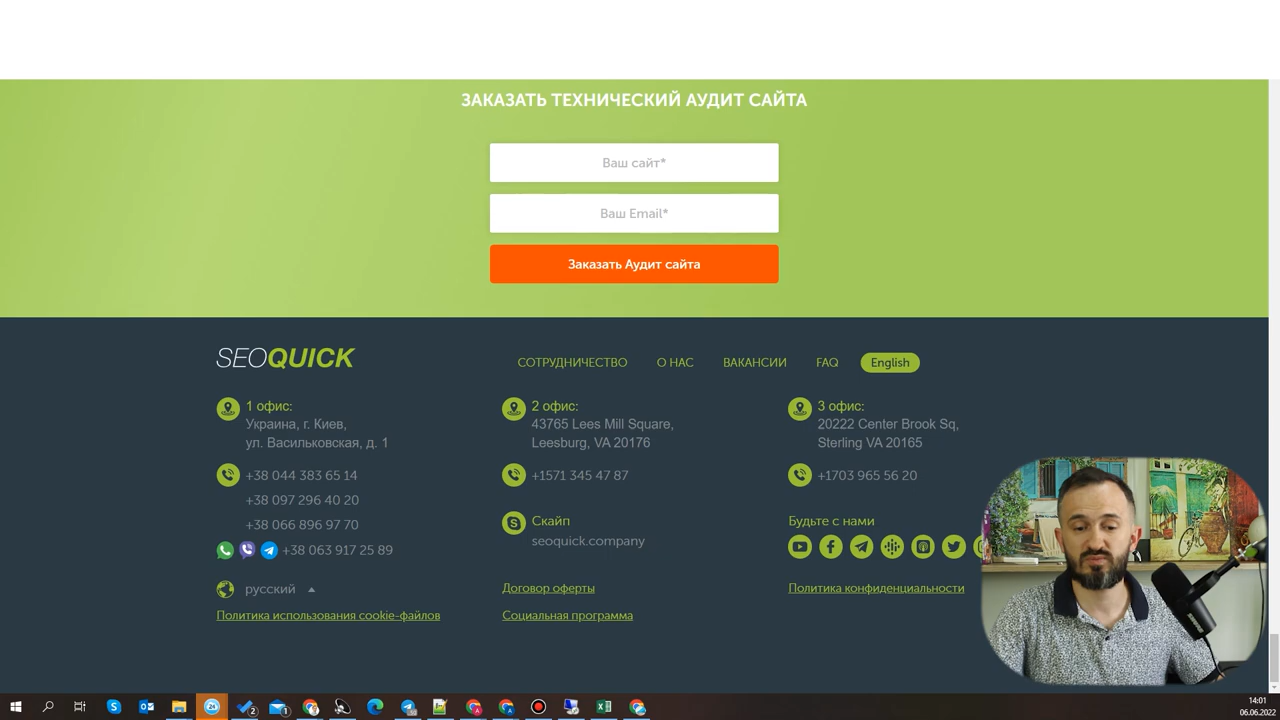 ЗАКАЗАТЬ ТЕХНИЧЕСКИЙ АУДИТ САЙТА
Ваш сайт*
Ваш Email*
Заказать Аудит сайта
SEOQUICK
СОТРУДНИЧЕСТВО
О НАС
ВАКАНСИИ
FAQ
English
1 офис:
Украина, г. Киев,
ул. Васильковская, д. 1
+38 044 383 65 14
+38 097 296 40 20
+38 066 896 97 70
+38 063 917 25 89
русский
Политика использования cookie-файлов
2 офис:
43765 Lees Mill Square,
Leesburg, VA 20176
+1571 345 47 87
Скайп
seoquick.company
Договор оферты
Социальная программа
3 офис:
20222 Center Brook Sq,
Sterling VA 20165
+1703 965 56 20
Будьте с нами
Политика конфиденциальности
24
2
1
14:01
06.06.2022